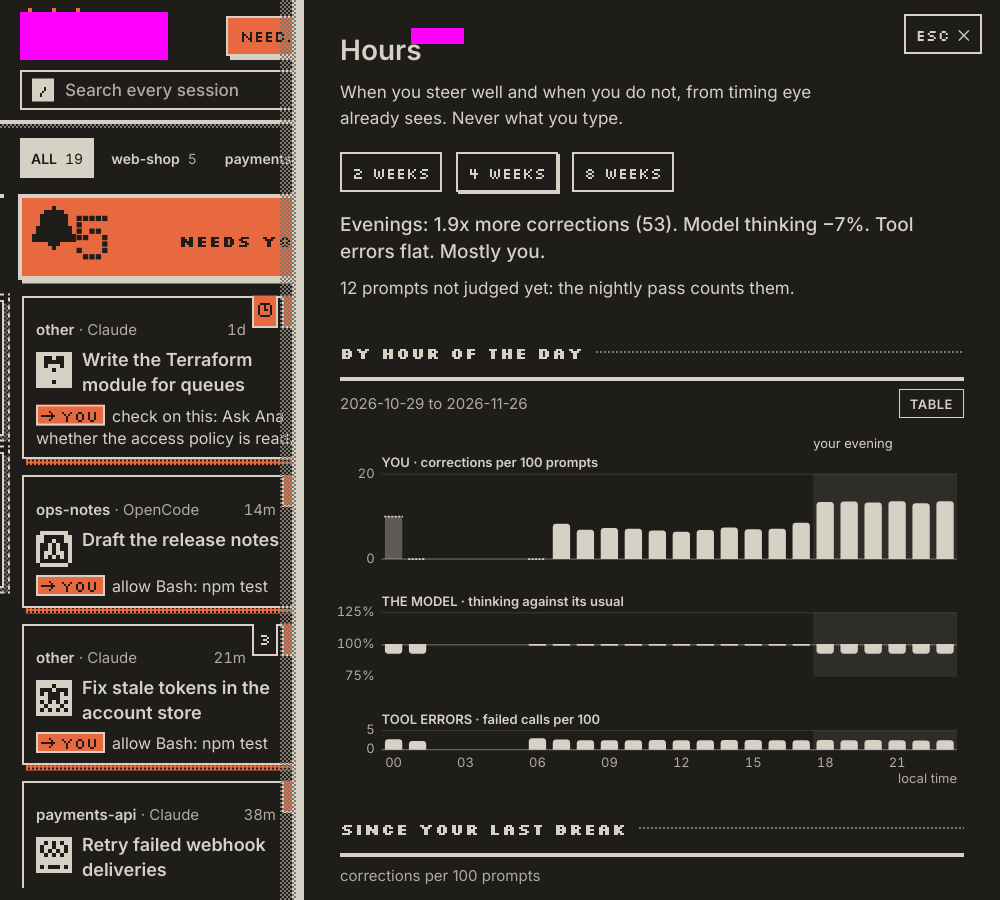 NEED
/ Search every session
ALL 19 web-shop 5 payments
5 NEEDS YO
other · Claude 1d
Write the Terraform
module for queues
→ YOU check on this: Ask Ana
whether the access policy is read
ops-notes · OpenCode 14m
Draft the release notes
→ YOU allow Bash: npm test
3
other · Claude 21m
Fix stale tokens in the
account store
→ YOU allow Bash: npm test
payments-api · Claude 38m
Retry failed webhook
deliveries
ESC ×
Hours
When you steer well and when you do not, from timing eye
already sees. Never what you type.
2 WEEKS 4 WEEKS 8 WEEKS
Evenings: 1.9x more corrections (53). Model thinking −7%. Tool
errors flat. Mostly you.
12 prompts not judged yet: the nightly pass counts them.
BY HOUR OF THE DAY
2026-10-29 to 2026-11-26 TABLE
your evening
YOU · corrections per 100 prompts
20
0
THE MODEL · thinking against its usual
125%
100%
75%
TOOL ERRORS · failed calls per 100
5
0
00 03 06 09 12 15 18 21
local time
SINCE YOUR LAST BREAK
corrections per 100 prompts